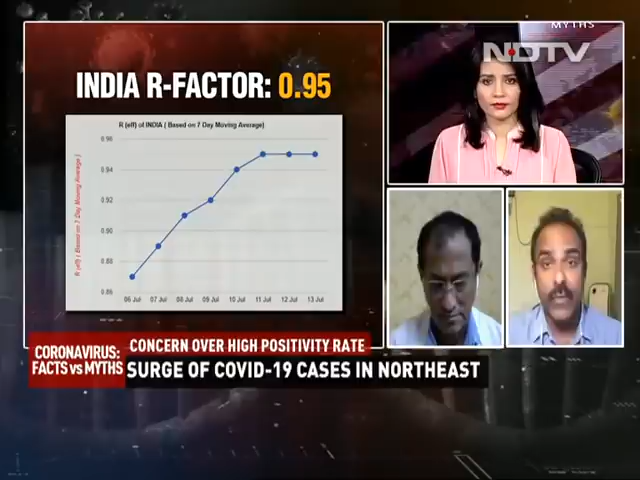 MYTHS
NDTV
INDIA R-FACTOR: 0.95
R (eff) of INDIA ( Based on 7 Day Moving Average)
R (eff) ( Based on 7 Day Moving Average )
0.96
0.94
0.92
0.90
0.88
0.86
06 Jul 07 Jul 08 Jul 09 Jul 10 Jul 11 Jul 12 Jul 13 Jul
CORONAVIRUS:
FACTS vs MYTHS
CONCERN OVER HIGH POSITIVITY RATE
SURGE OF COVID-19 CASES IN NORTHEAST